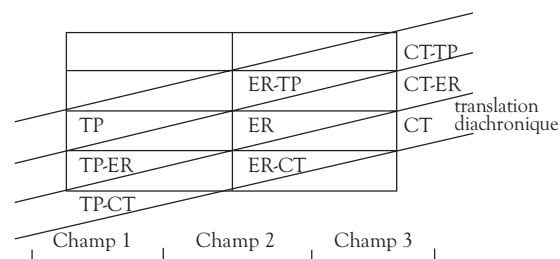 CT-TP
ER-TP CT-ER
TP ER CT translation
diachronique
TP-ER ER-CT
TP-CT
Champ 1 Champ 2 Champ 3